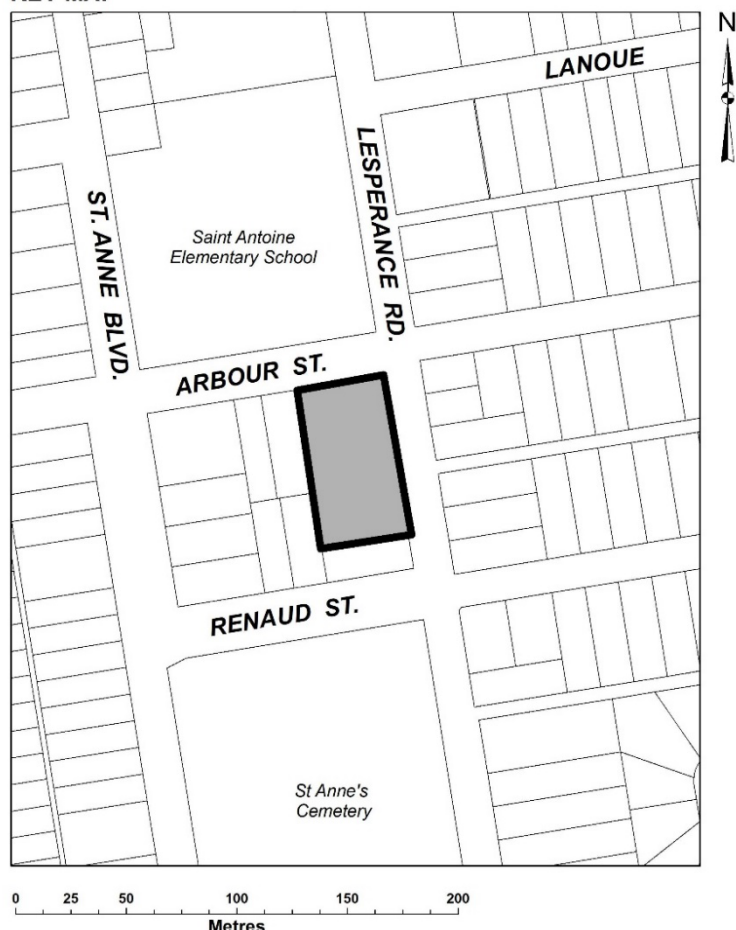 N
LANOUE
LESPERANCE RD.
ST. ANNE BLVD.
Saint Antoine
Elementary School
ARBOUR ST.
RENAUD ST.
St Anne's
Cemetery
0 25 50 100 150 200
Metres